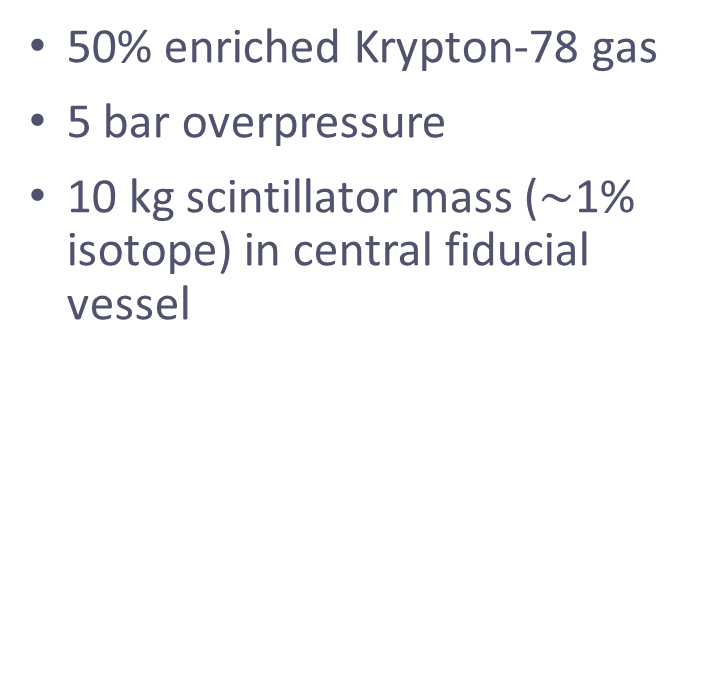 • 50% enriched Krypton-78 gas
• 5 bar overpressure
• 10 kg scintillator mass (~1%
isotope) in central fiducial
vessel